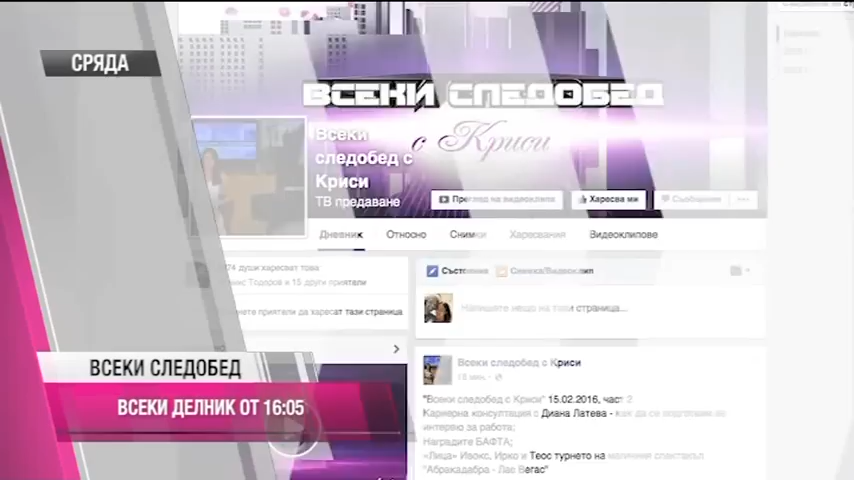 СРЯДА
ВСЕКИ СЛЕДОБЕД
с Криси
Всеки
следобед с
Криси
ТВ предаване
Преглед на видеоклипа
Харесва ми
Съобщение
Дневник
Относно
Снимки
Харесвания
Видеоклипове
74 души харесват това
Тодоров и 15 други приятели
приятели да харесат тази страница
Състояние
Снимка/Видеоклип
Напишете нещо на тази страница...
Всеки следобед с Криси
"Всеки следобед с Криси" 15.02.2016, част 2
Кариерна консултация с Диана Латева - как да се подготвим за
интервю за работа;
Наградите БАФТА;
«Лица» Ивокс, Ирко и Теос турнето на магичния спектакъл
"Абракадабра - Лас Вегас"
ВСЕКИ СЛЕДОБЕД
ВСЕКИ ДЕЛНИК ОТ 16:05